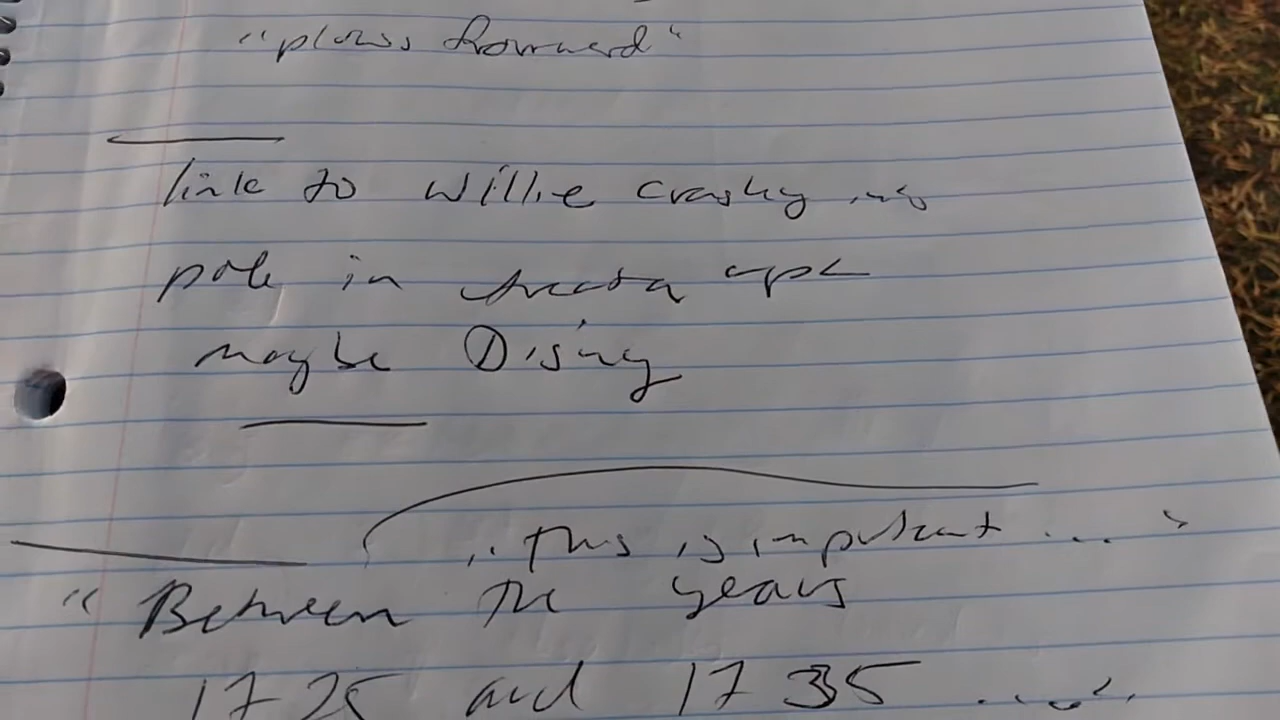 "plows forward"
link to Willie crashing into
pole in
maybe Disney
"this is important ...."
"Between the years
1725 and 1735 ....."